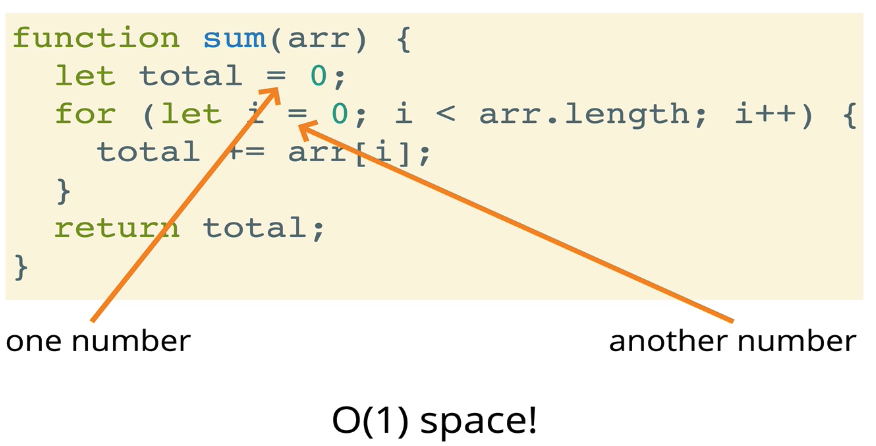 function sum(arr) {
  let total = 0;
  for (let i = 0; i < arr.length; i++) {
    total += arr[i];
  }
  return total;
}
one number
another number
O(1) space!